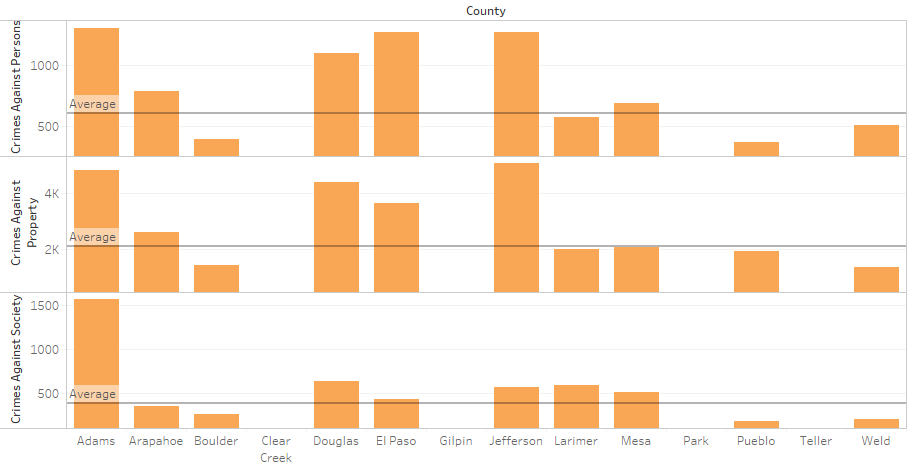 County
Crimes Against Persons
1000
500
Average
Crimes Against
Property
4K
2K
Average
Crimes Against Society
1500
1000
500
Average
Adams Arapahoe Boulder Clear Creek Douglas El Paso Gilpin Jefferson Larimer Mesa Park Pueblo Teller Weld